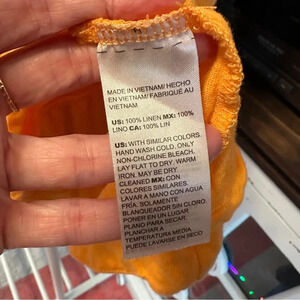 MADE IN VIETNAM/ HECHO
EN VIETNAM/ FABRIQUÉ AU
VIETNAM
US: 100% LINEN MX: 100%
LINO CA: 100% LIN
US: WITH SIMILAR COLORS.
HAND WASH COLD. ONLY
NON-CHLORINE BLEACH.
LAY FLAT TO DRY. WARM
IRON. MAY BE DRY
CLEANED MX: CON
COLORES SIMILARES.
LAVAR A MANO CON AGUA
FRÍA. SOLAMENTE
BLANQUEADOR SIN CLORO.
PONER EN UN LUGAR
PLANO PARA SECAR.
PLANCHAR A
TEMPERATURA MEDIA.
PUEDE LAVARSE EN SECO